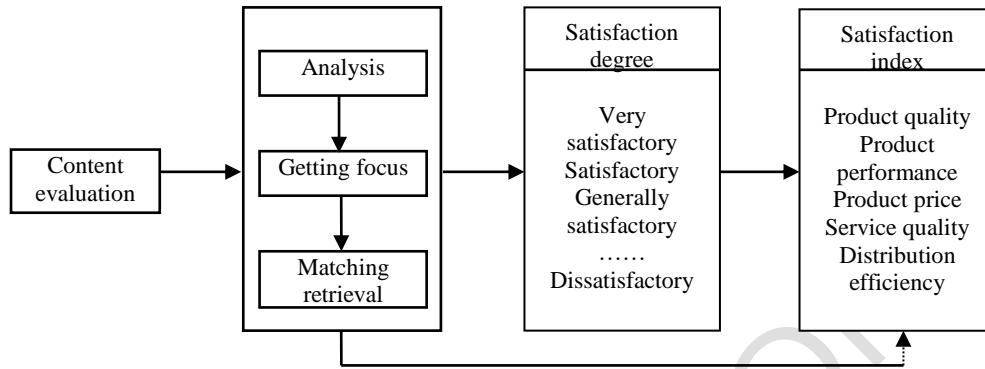 Content
evaluation
Analysis
Getting focus
Matching
retrieval
Satisfaction
degree
Very
satisfactory
Satisfactory
Generally
satisfactory
……
Dissatisfactory
Satisfaction
index
Product quality
Product
performance
Product price
Service quality
Distribution
efficiency